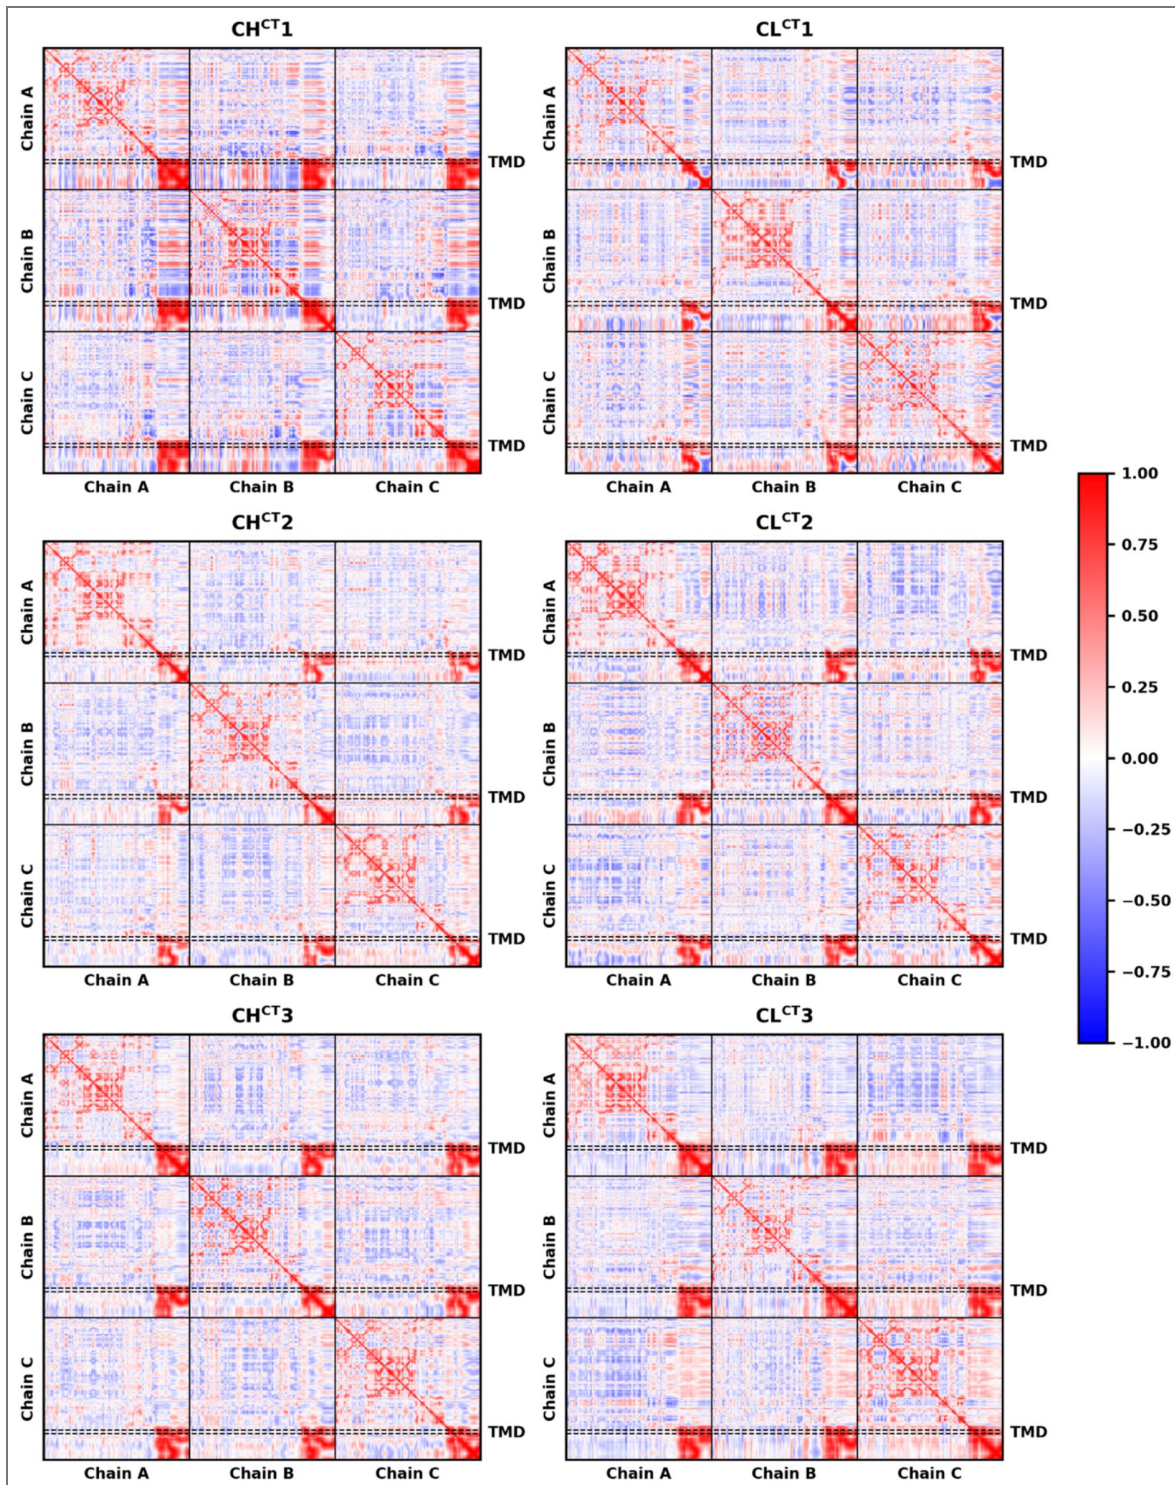 CH^CT1 CL^CT1
Chain A TMD Chain A TMD
Chain B TMD Chain B TMD
Chain C TMD Chain C TMD
Chain A Chain B Chain C Chain A Chain B Chain C
1.00
0.75
0.50
0.25
0.00
−0.25
−0.50
−0.75
−1.00
CH^CT2 CL^CT2
Chain A TMD Chain A TMD
Chain B TMD Chain B TMD
Chain C TMD Chain C TMD
Chain A Chain B Chain C Chain A Chain B Chain C
CH^CT3 CL^CT3
Chain A TMD Chain A TMD
Chain B TMD Chain B TMD
Chain C TMD Chain C TMD
Chain A Chain B Chain C Chain A Chain B Chain C